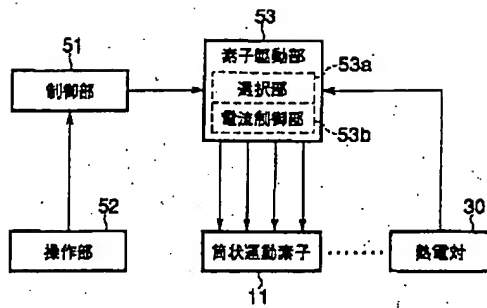 53
素子駆動部
53a
選択部
電流制御部
53b
51
制御部
52
操作部
筒状運動素子
11
30
熱電対